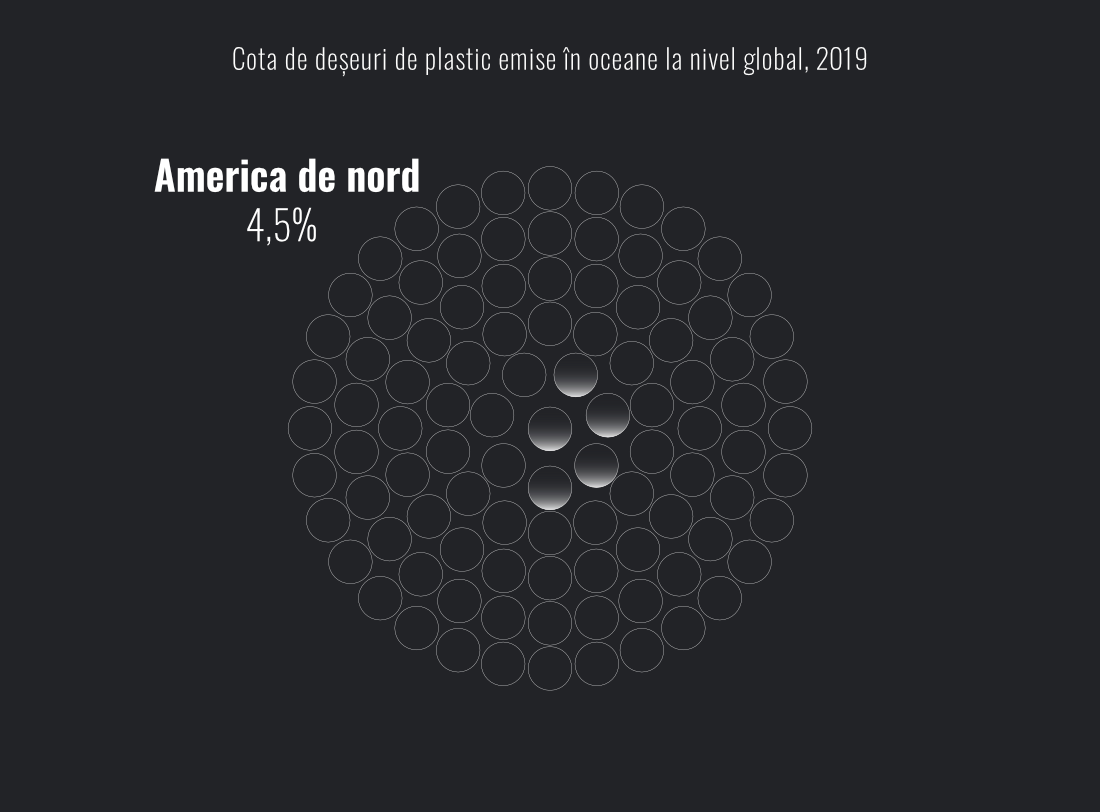 Cota de deșeuri de plastic emise în oceane la nivel global, 2019
America de nord
4,5%